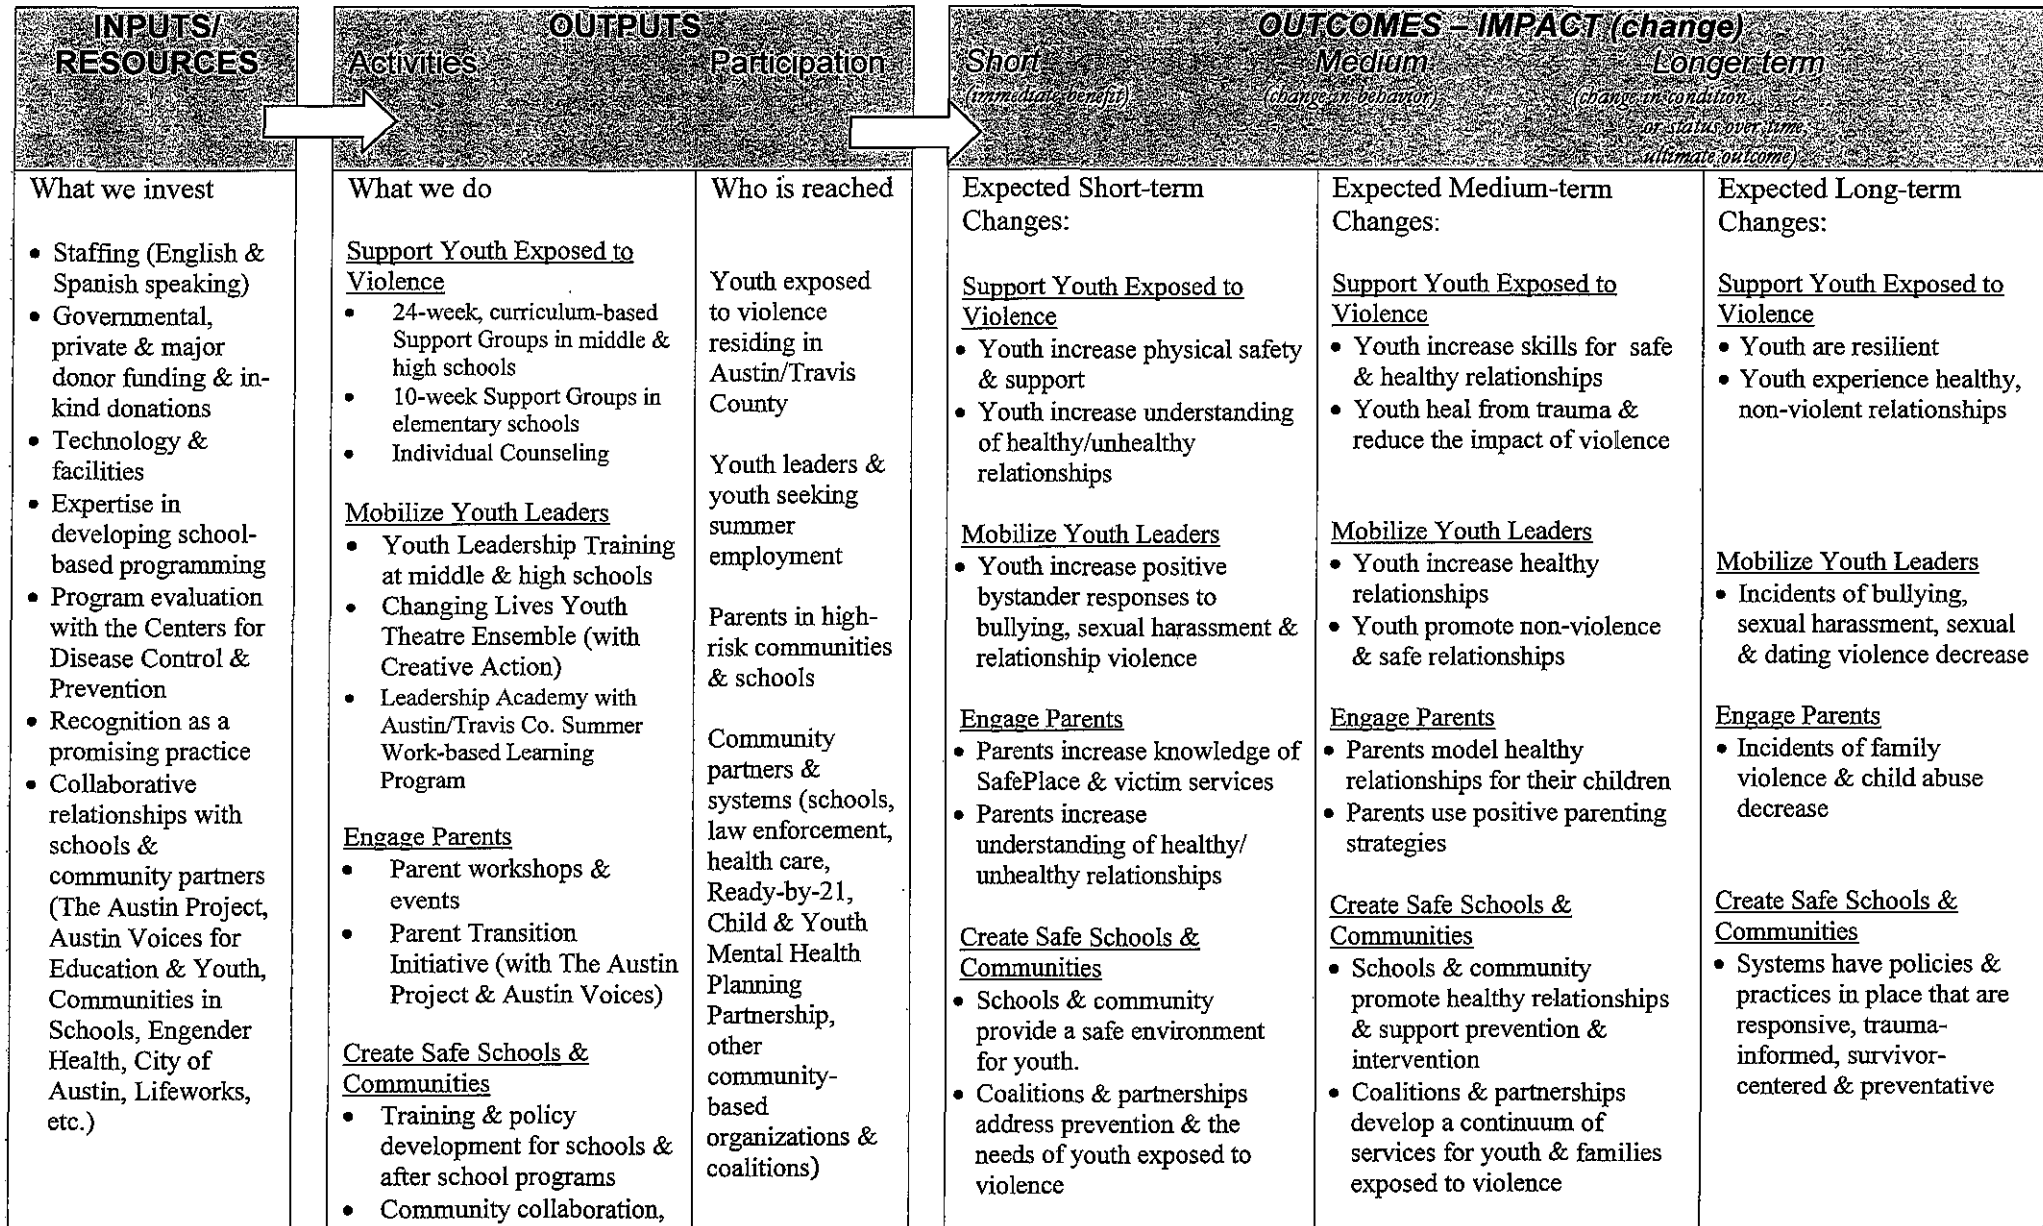 INPUTS/
RESOURCES
OUTPUTS
Activities
Participation
OUTCOMES – IMPACT (change)
Short
Medium
Longer term
(immediate benefit)
(change in behavior)
(change in condition
or status over time,
ultimate outcome)
What we invest
• Staffing (English &
Spanish speaking)
• Governmental,
private & major
donor funding & in-
kind donations
• Technology &
facilities
• Expertise in
developing school-
based programming
• Program evaluation
with the Centers for
Disease Control &
Prevention
• Recognition as a
promising practice
• Collaborative
relationships with
schools &
community partners
(The Austin Project,
Austin Voices for
Education & Youth,
Communities in
Schools, Engender
Health, City of
Austin, Lifeworks,
etc.)
What we do
Support Youth Exposed to
Violence
• 24-week, curriculum-based
Support Groups in middle &
high schools
• 10-week Support Groups in
elementary schools
• Individual Counseling
Mobilize Youth Leaders
• Youth Leadership Training
at middle & high schools
• Changing Lives Youth
Theatre Ensemble (with
Creative Action)
• Leadership Academy with
Austin/Travis Co. Summer
Work-based Learning
Program
Engage Parents
• Parent workshops &
events
• Parent Transition
Initiative (with The Austin
Project & Austin Voices)
Create Safe Schools &
Communities
• Training & policy
development for schools &
after school programs
• Community collaboration,
Who is reached
Youth exposed
to violence
residing in
Austin/Travis
County
Youth leaders &
youth seeking
summer
employment
Parents in high-
risk communities
& schools
Community
partners &
systems (schools,
law enforcement,
health care,
Ready-by-21,
Child & Youth
Mental Health
Planning
Partnership,
other
community-
based
organizations &
coalitions)
Expected Short-term
Changes:
Support Youth Exposed to
Violence
• Youth increase physical safety
& support
• Youth increase understanding
of healthy/unhealthy
relationships
Mobilize Youth Leaders
• Youth increase positive
bystander responses to
bullying, sexual harassment &
relationship violence
Engage Parents
• Parents increase knowledge of
SafePlace & victim services
• Parents increase
understanding of healthy/
unhealthy relationships
Create Safe Schools &
Communities
• Schools & community
provide a safe environment
for youth.
• Coalitions & partnerships
address prevention & the
needs of youth exposed to
violence
Expected Medium-term
Changes:
Support Youth Exposed to
Violence
• Youth increase skills for safe
& healthy relationships
• Youth heal from trauma &
reduce the impact of violence
Mobilize Youth Leaders
• Youth increase healthy
relationships
• Youth promote non-violence
& safe relationships
Engage Parents
• Parents model healthy
relationships for their children
• Parents use positive parenting
strategies
Create Safe Schools &
Communities
• Schools & community
promote healthy relationships
& support prevention &
intervention
• Coalitions & partnerships
develop a continuum of
services for youth & families
exposed to violence
Expected Long-term
Changes:
Support Youth Exposed to
Violence
• Youth are resilient
• Youth experience healthy,
non-violent relationships
Mobilize Youth Leaders
• Incidents of bullying,
sexual harassment, sexual
& dating violence decrease
Engage Parents
• Incidents of family
violence & child abuse
decrease
Create Safe Schools &
Communities
• Systems have policies &
practices in place that are
responsive, trauma-
informed, survivor-
centered & preventative